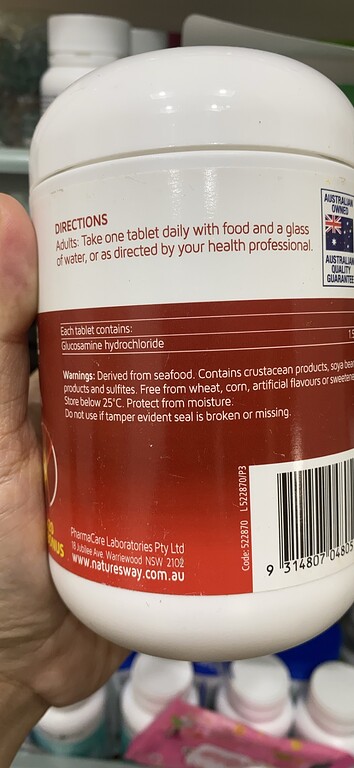 DIRECTIONS
Adults: Take one tablet daily with food and a glass
of water, or as directed by your health professional.
AUSTRALIAN
OWNED
AUSTRALIAN
QUALITY
GUARANTEE
Each tablet contains:
Glucosamine hydrochloride
Warnings: Derived from seafood. Contains crustacean products, soya
products and sulfites. Free from wheat, corn, artificial flavours or
Store below 25°C. Protect from moisture.
Do not use if tamper evident seal is broken or missing.
PharmaCare Laboratories Pty Ltd
18 Jubilee Ave. Warriewood NSW 2102
www.naturesway.com.au
Code: 522870 L522870/P3
9 314807 04805